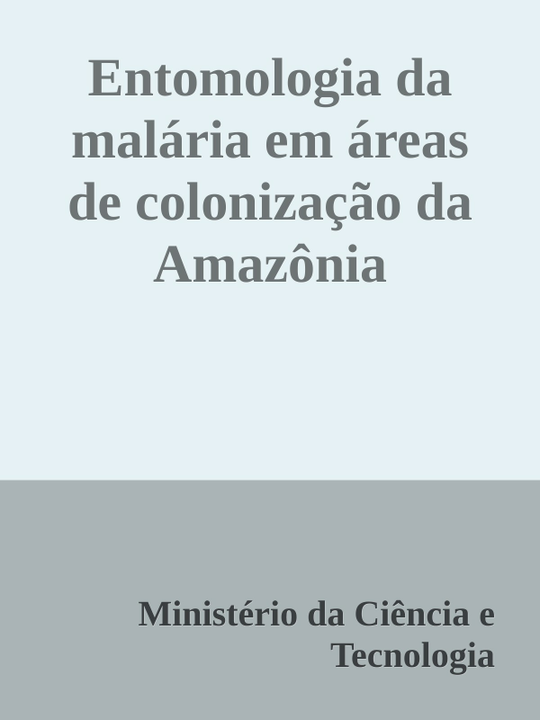 Entomologia da
malária em áreas
de colonização da
Amazônia
Ministério da Ciência e
Tecnologia